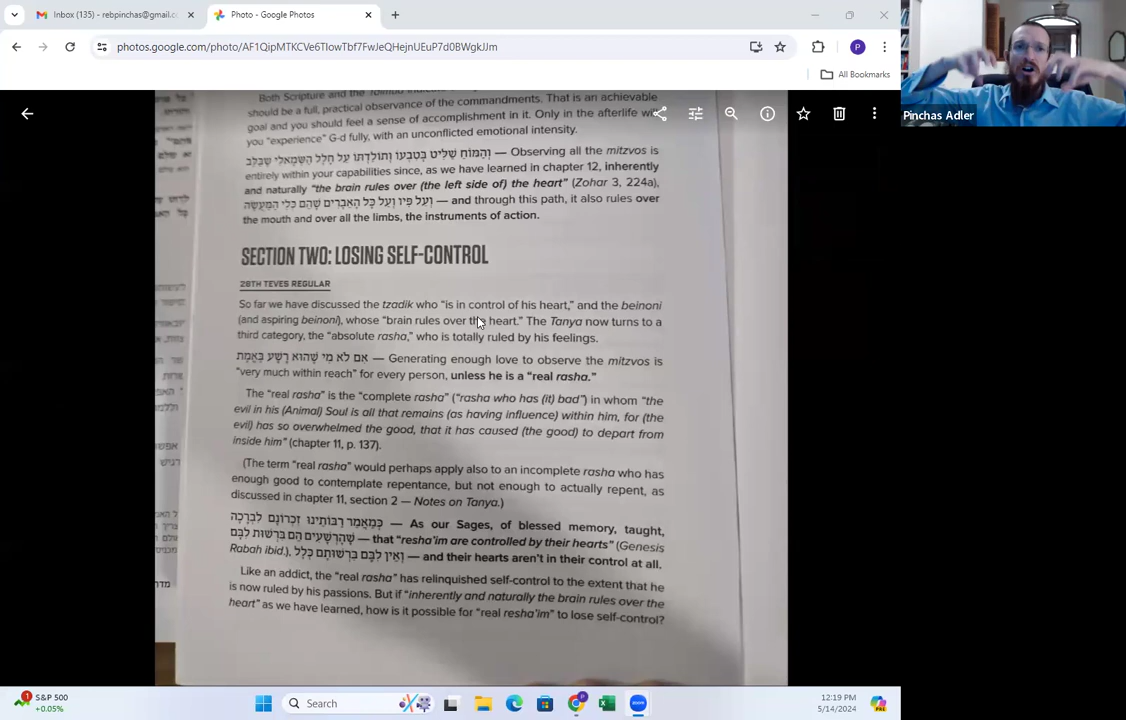 Inbox (135) - rebpinchas@gmail.c
Photo - Google Photos
photos.google.com/photo/AF1QipMTKCVe6TIowTbf7FwJeQHejnUEuP7d0BWgkJJm
P
All Bookmarks
Pinchas Adler
Both Scripture and the
should be a full, practical observance of the commandments. That is an achievable
goal and you should feel a sense of accomplishment in it. Only in the afterlife
you "experience" G-d fully, with an unconflicted emotional intensity.
וְהַמּוֹחַ שַׁלִּיט בְּטִבְעוֹ וְתוֹלַדְתּוֹ עַל חָלָל הַשְּׂמָאלִי שֶׁבַּלֵּב — Observing all the mitzvos is
entirely within your capabilities since, as we have learned in chapter 12, inherently
and naturally "the brain rules over (the left side of) the heart" (Zohar 3, 224a),
וְעַל פִּיו וְעַל כָּל הָאֵבָרִים שֶׁהֵם כְּלֵי הַמַּעֲשֶׂה — and through this path, it also rules over
the mouth and over all the limbs, the instruments of action.
SECTION TWO: LOSING SELF-CONTROL
28TH TEVES REGULAR
So far we have discussed the tzadik who "is in control of his heart," and the beinoni
(and aspiring beinoni), whose "brain rules over the heart." The Tanya now turns to a
third category, the "absolute rasha," who is totally ruled by his feelings.
אִם לֹא מִי שֶׁהוּא רָשָׁע בֶּאֱמֶת — Generating enough love to observe the mitzvos is
"very much within reach" for every person, unless he is a "real rasha."
The "real rasha" is the "complete rasha" ("rasha who has (it) bad") in whom "the
evil in his (Animal) Soul is all that remains (as having influence) within him, for (the
evil) has so overwhelmed the good, that it has caused (the good) to depart from
inside him" (chapter 11, p. 137).
(The term "real rasha" would perhaps apply also to an incomplete rasha who has
enough good to contemplate repentance, but not enough to actually repent, as
discussed in chapter 11, section 2 — Notes on Tanya.)
כְּמַאֲמַר רַבּוֹתֵינוּ זִכְרוֹנָם לִבְרָכָה — As our Sages, of blessed memory, taught,
שֶׁהָרְשָׁעִים הֵם בִּרְשׁוּת לִבָּם — that "resha'im are controlled by their hearts" (Genesis
Rabah ibid.), וְאֵין לִבָּם בִּרְשׁוּתָם כְּלָל — and their hearts aren't in their control at all.
Like an addict, the "real rasha" has relinquished self-control to the extent that he
is now ruled by his passions. But if "inherently and naturally the brain rules over the
heart" as we have learned, how is it possible for "real resha'im" to lose self-control?
1
S&P 500
+0.05%
Search
zoom
12:19 PM
5/14/2024